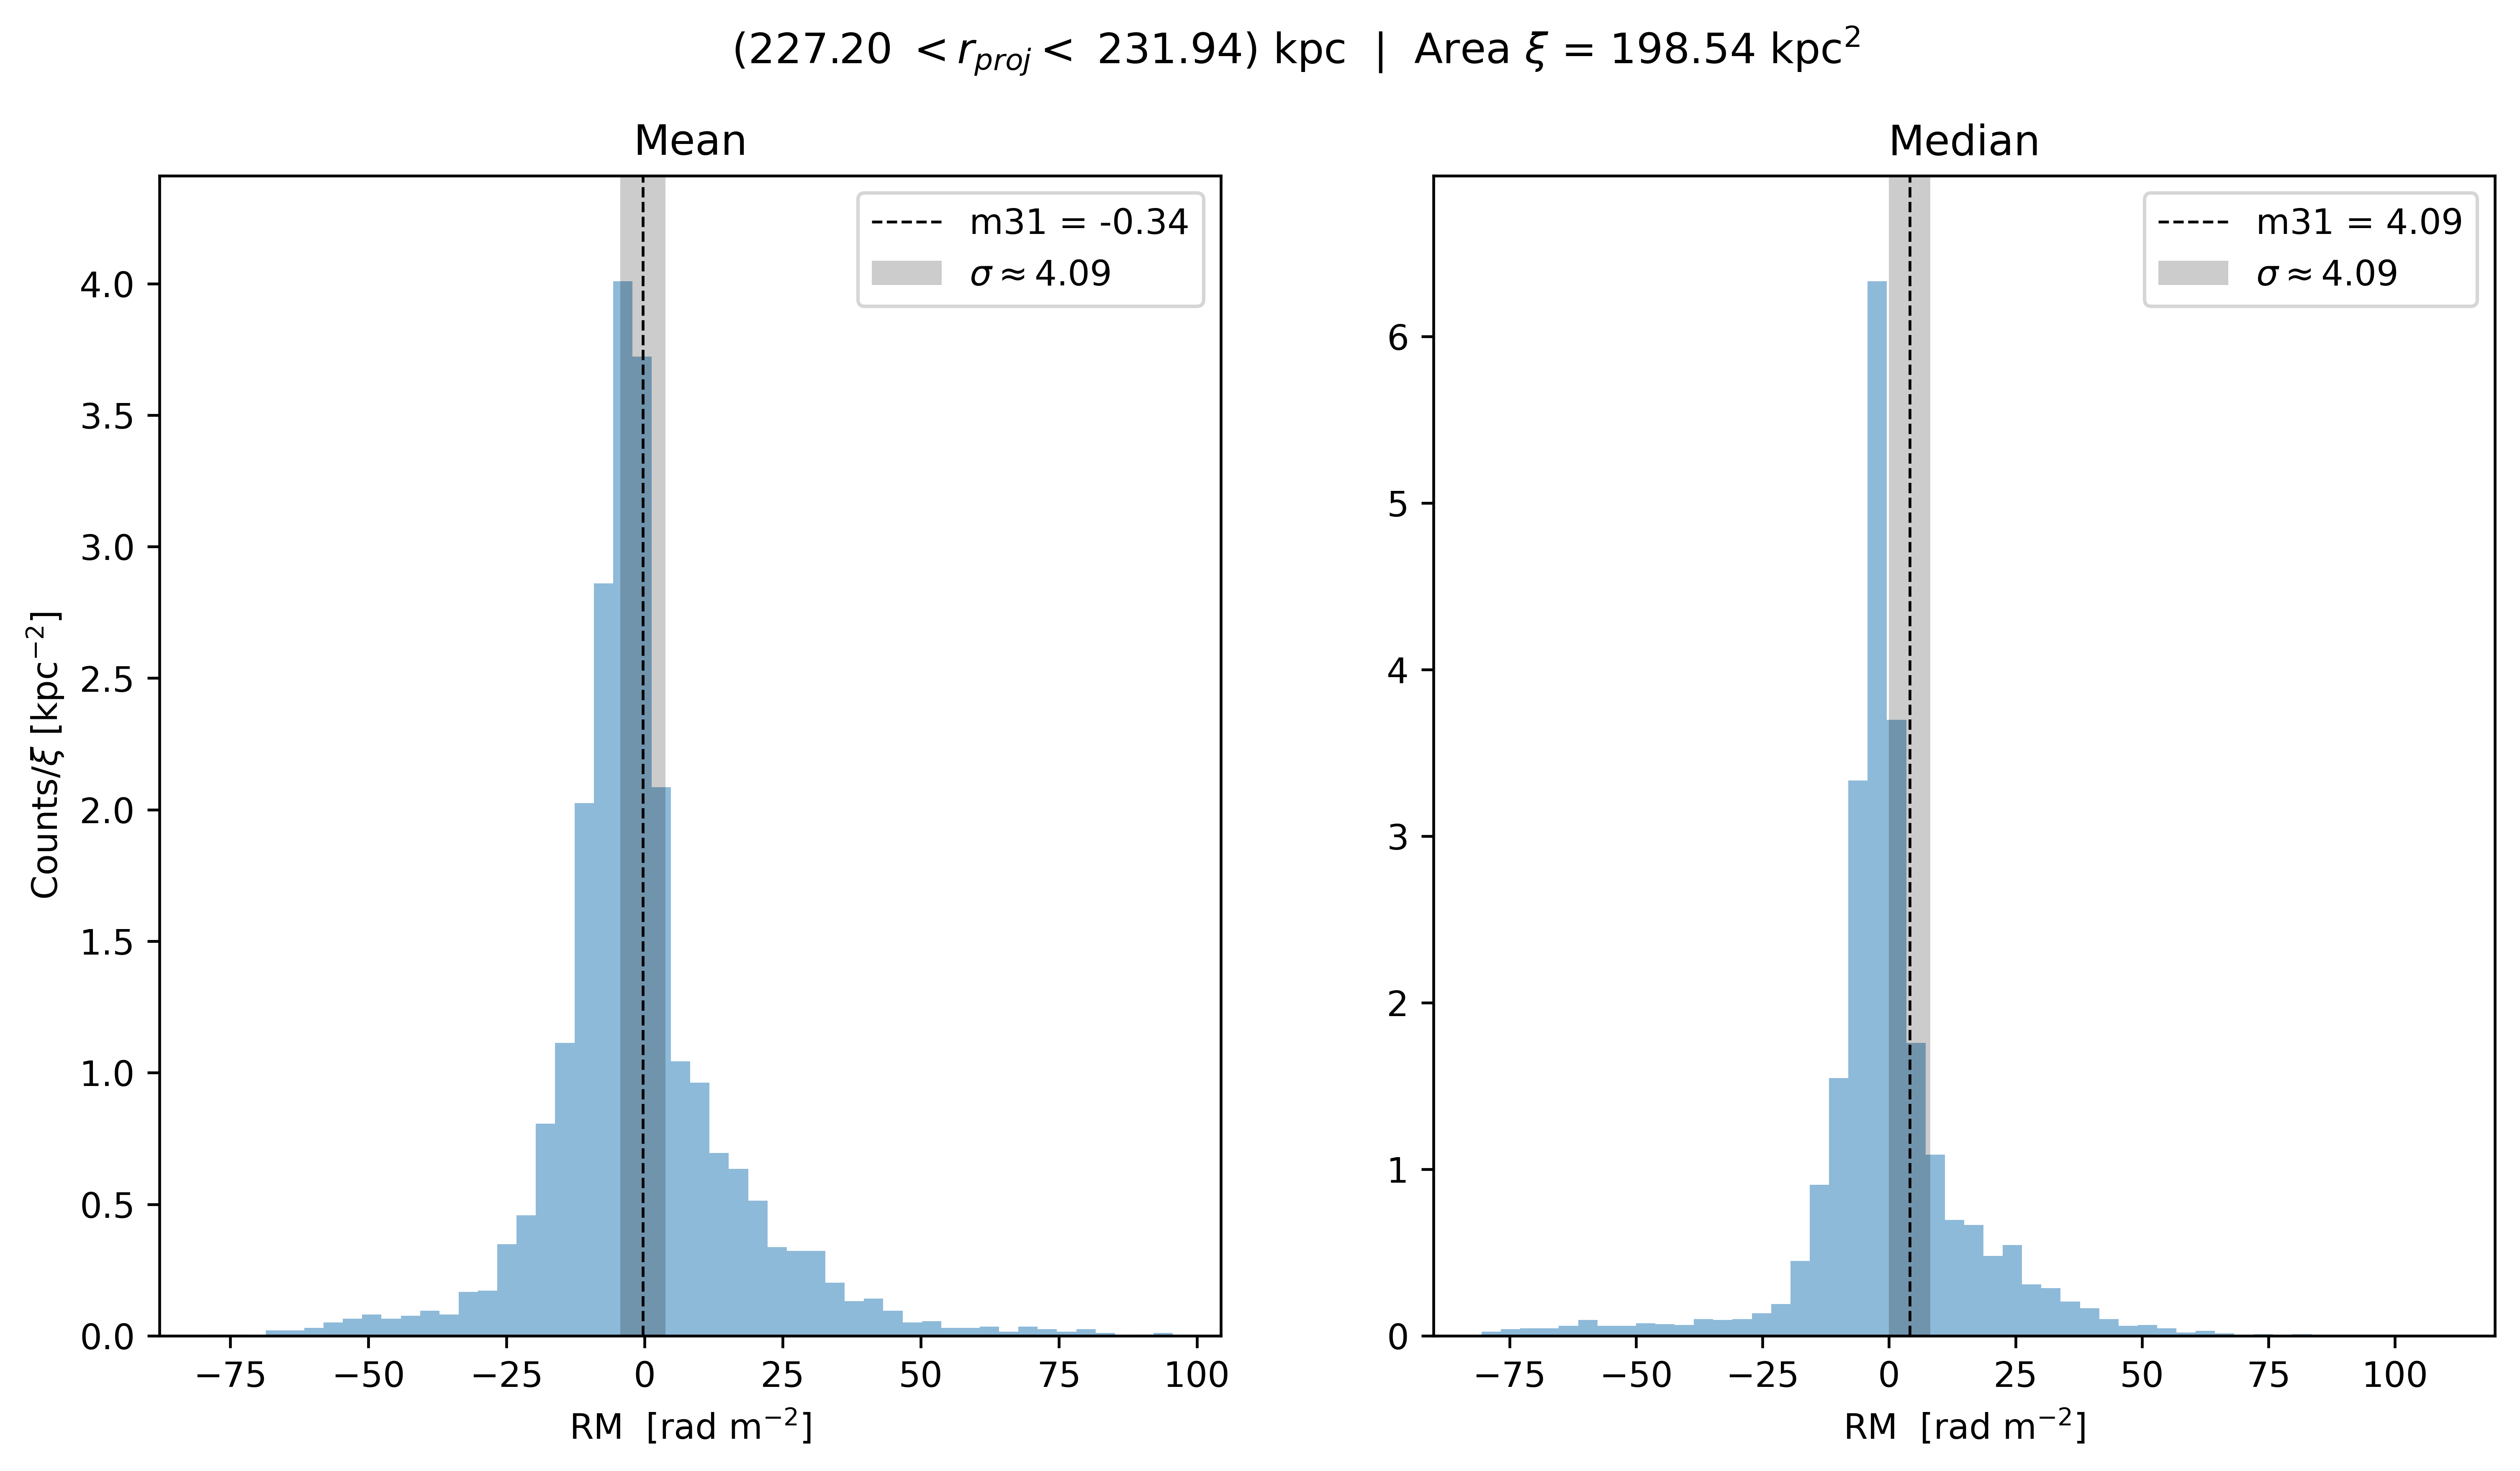 (227.20 < r_proj < 231.94) kpc | Area ξ = 198.54 kpc²
Mean
m31 = -0.34
σ ≈ 4.09
4.0
3.5
3.0
2.5
2.0
1.5
1.0
0.5
0.0
Counts/ξ [kpc⁻²]
−75 −50 −25 0 25 50 75 100
RM [rad m⁻²]
Median
m31 = 4.09
σ ≈ 4.09
6
5
4
3
2
1
0
−75 −50 −25 0 25 50 75 100
RM [rad m⁻²]